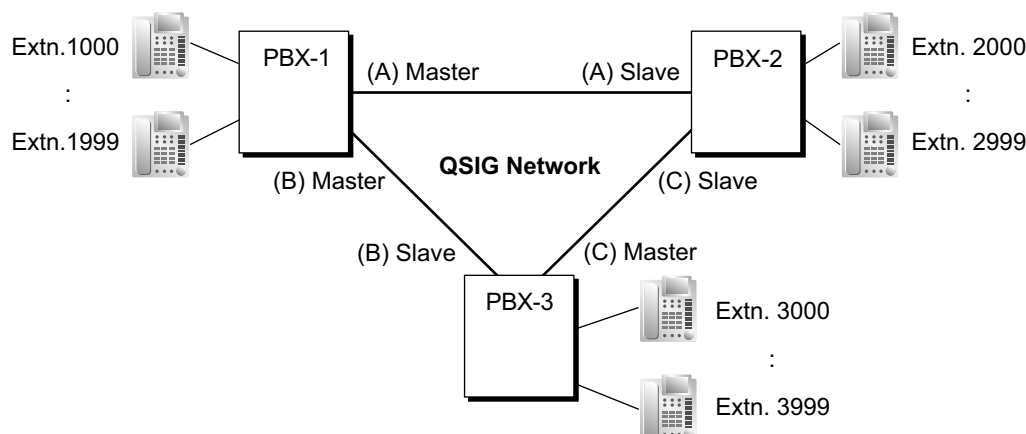 Extn.1000
:
Extn.1999
PBX-1
(A) Master
(A) Slave
PBX-2
Extn. 2000
:
Extn. 2999
QSIG Network
(B) Master
(C) Slave
(B) Slave
(C) Master
PBX-3
Extn. 3000
:
Extn. 3999